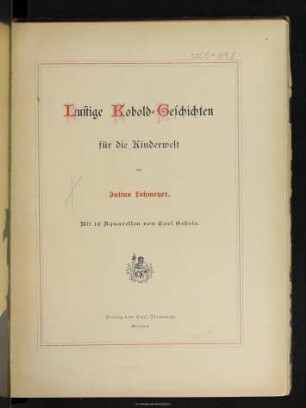 Lustige Kobold-Geschichten
für die Kinderwelt
von
Julius Lohmeyer.
Mit 12 Aquarellen von Carl Gehrts.
Verlag von Carl Flemming.
Glogau.